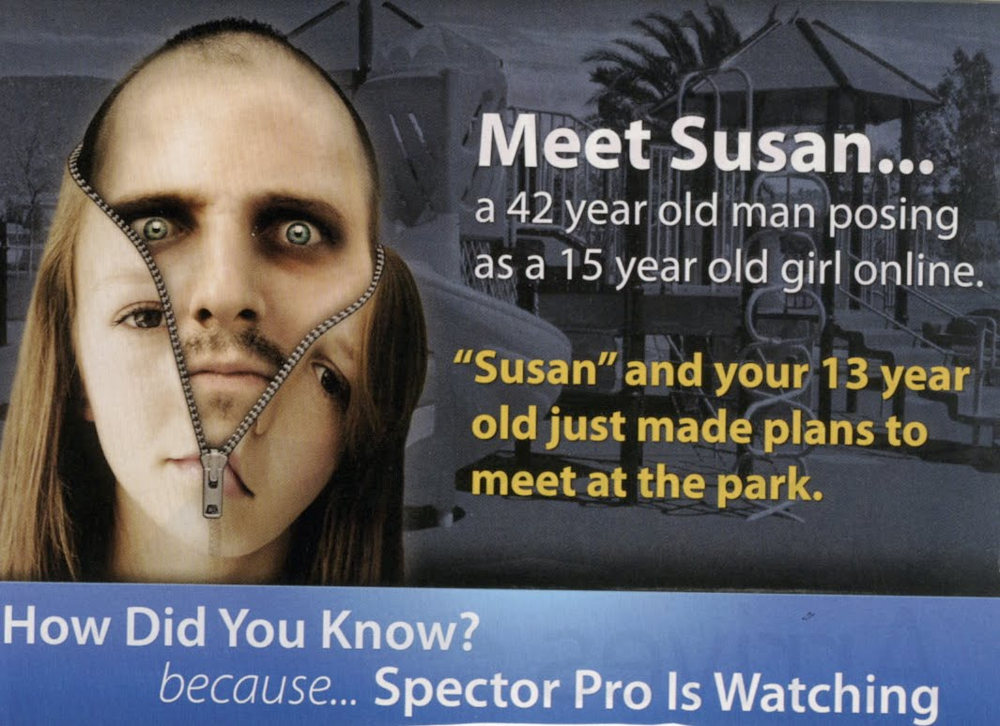 Meet Susan...
a 42 year old man posing
as a 15 year old girl online.
“Susan” and your 13 year
old just made plans to
meet at the park.
How Did You Know?
because... Spector Pro Is Watching